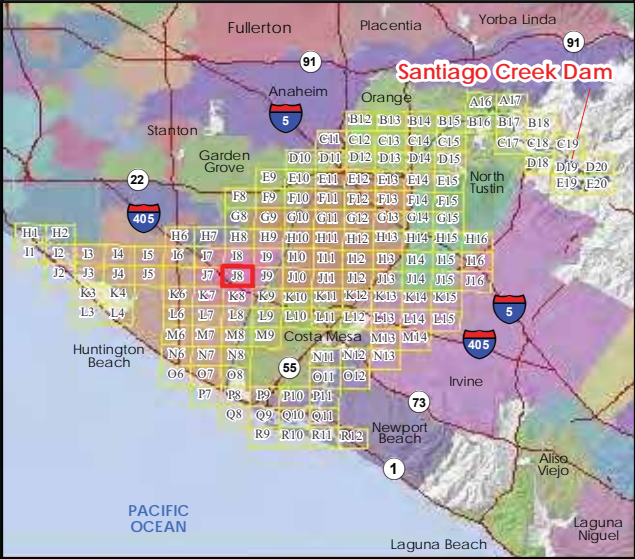 Fullerton
Placentia
Yorba Linda
91
91
Santiago Creek Dam
Anaheim
5
Orange
A16 A17
B12 B13 B14 B15 B16 B17 B18
Stanton
C11 C12 C13 C14 C15 C17 C18 C19
Garden
Grove
D10 D11 D12 D13 D14 D15 D18 D19 D20
E9 E10 E11 E12 E13 E14 E15 E19 E20
North
Tustin
22
F8 F9 F10 F11 F12 F13 F14 F15
405
G8 G9 G10 G11 G12 G13 G14 G15
H1 H2 H6 H7 H8 H9 H10 H11 H12 H13 H14 H15 H16
I1 I2 I3 I4 I5 I6 I7 I8 I9 I10 I11 I12 I13 I14 I15 I16
J2 J3 J4 J5 J7 J8 J9 J10 J11 J12 J13 J14 J15 J16
K3 K4 K6 K7 K8 K9 K10 K11 K12 K13 K14 K15
5
L3 L4 L6 L7 L8 L9 L10 L11 L12 L13 L14 L15
M6 M7 M8 M9 Costa Mesa M13 M14
405
Huntington
Beach
N6 N7 N8 N11 N12 N13
55
O6 O7 O8 O11 O12
Irvine
P7 P8 P9 P10 P11
73
Q8 Q9 Q10 Q11
Newport
Beach
R9 R10 R11 R12
1
Aliso
Viejo
PACIFIC
OCEAN
Laguna
Niguel
Laguna Beach